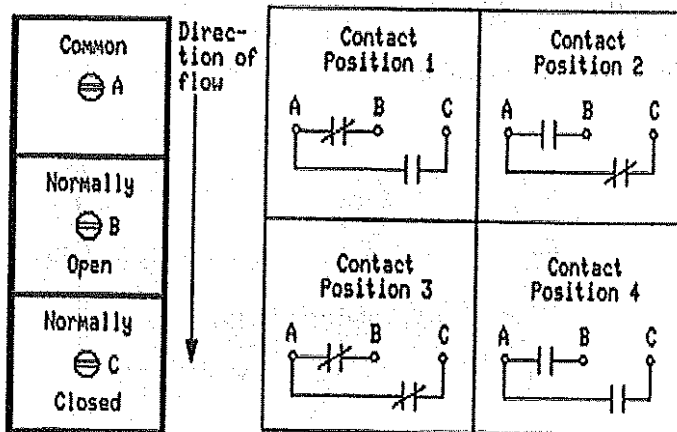 Common
A
Normally
B
Open
Normally
C
Closed
Direc-
tion of
flow
Contact
Position 1
A B C
Contact
Position 2
A B C
Contact
Position 3
A B C
Contact
Position 4
A B C